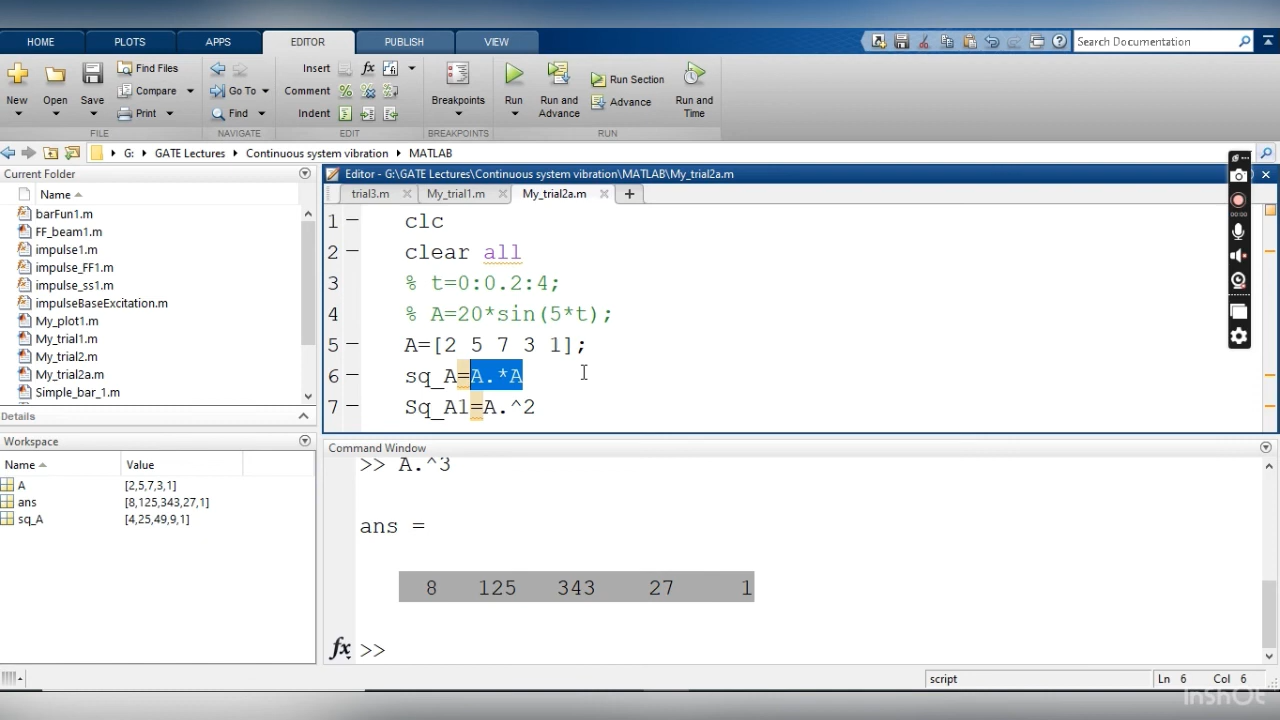 HOME PLOTS APPS EDITOR PUBLISH VIEW Search Documentation
New Open Save Find Files Compare Print
Go To Find
Insert fx
Comment %
Indent
Breakpoints
Run Run and Advance Run Section Advance Run and Time
FILE NAVIGATE EDIT BREAKPOINTS RUN
G: GATE Lectures Continuous system vibration MATLAB
Current Folder
Name
barFun1.m
FF_beam1.m
impulse1.m
impulse_FF1.m
impulse_ss1.m
impulseBaseExcitation.m
My_plot1.m
My_trial1.m
My_trial2.m
My_trial2a.m
Simple_bar_1.m
Details
Workspace
Name Value
A [2,5,7,3,1]
ans [8,125,343,27,1]
sq_A [4,25,49,9,1]
Editor - G:\GATE Lectures\Continuous system vibration\MATLAB\My_trial2a.m
trial3.m My_trial1.m My_trial2a.m
1 clc
2 clear all
3 % t=0:0.2:4;
4 % A=20*sin(5*t);
5 A=[2 5 7 3 1];
6 sq_A=A.*A
7 Sq_A1=A.^2
Command Window
>> A.^3
ans =
8 125 343 27 1
fx >>
00:00
script Ln 6 Col 6
InShOt